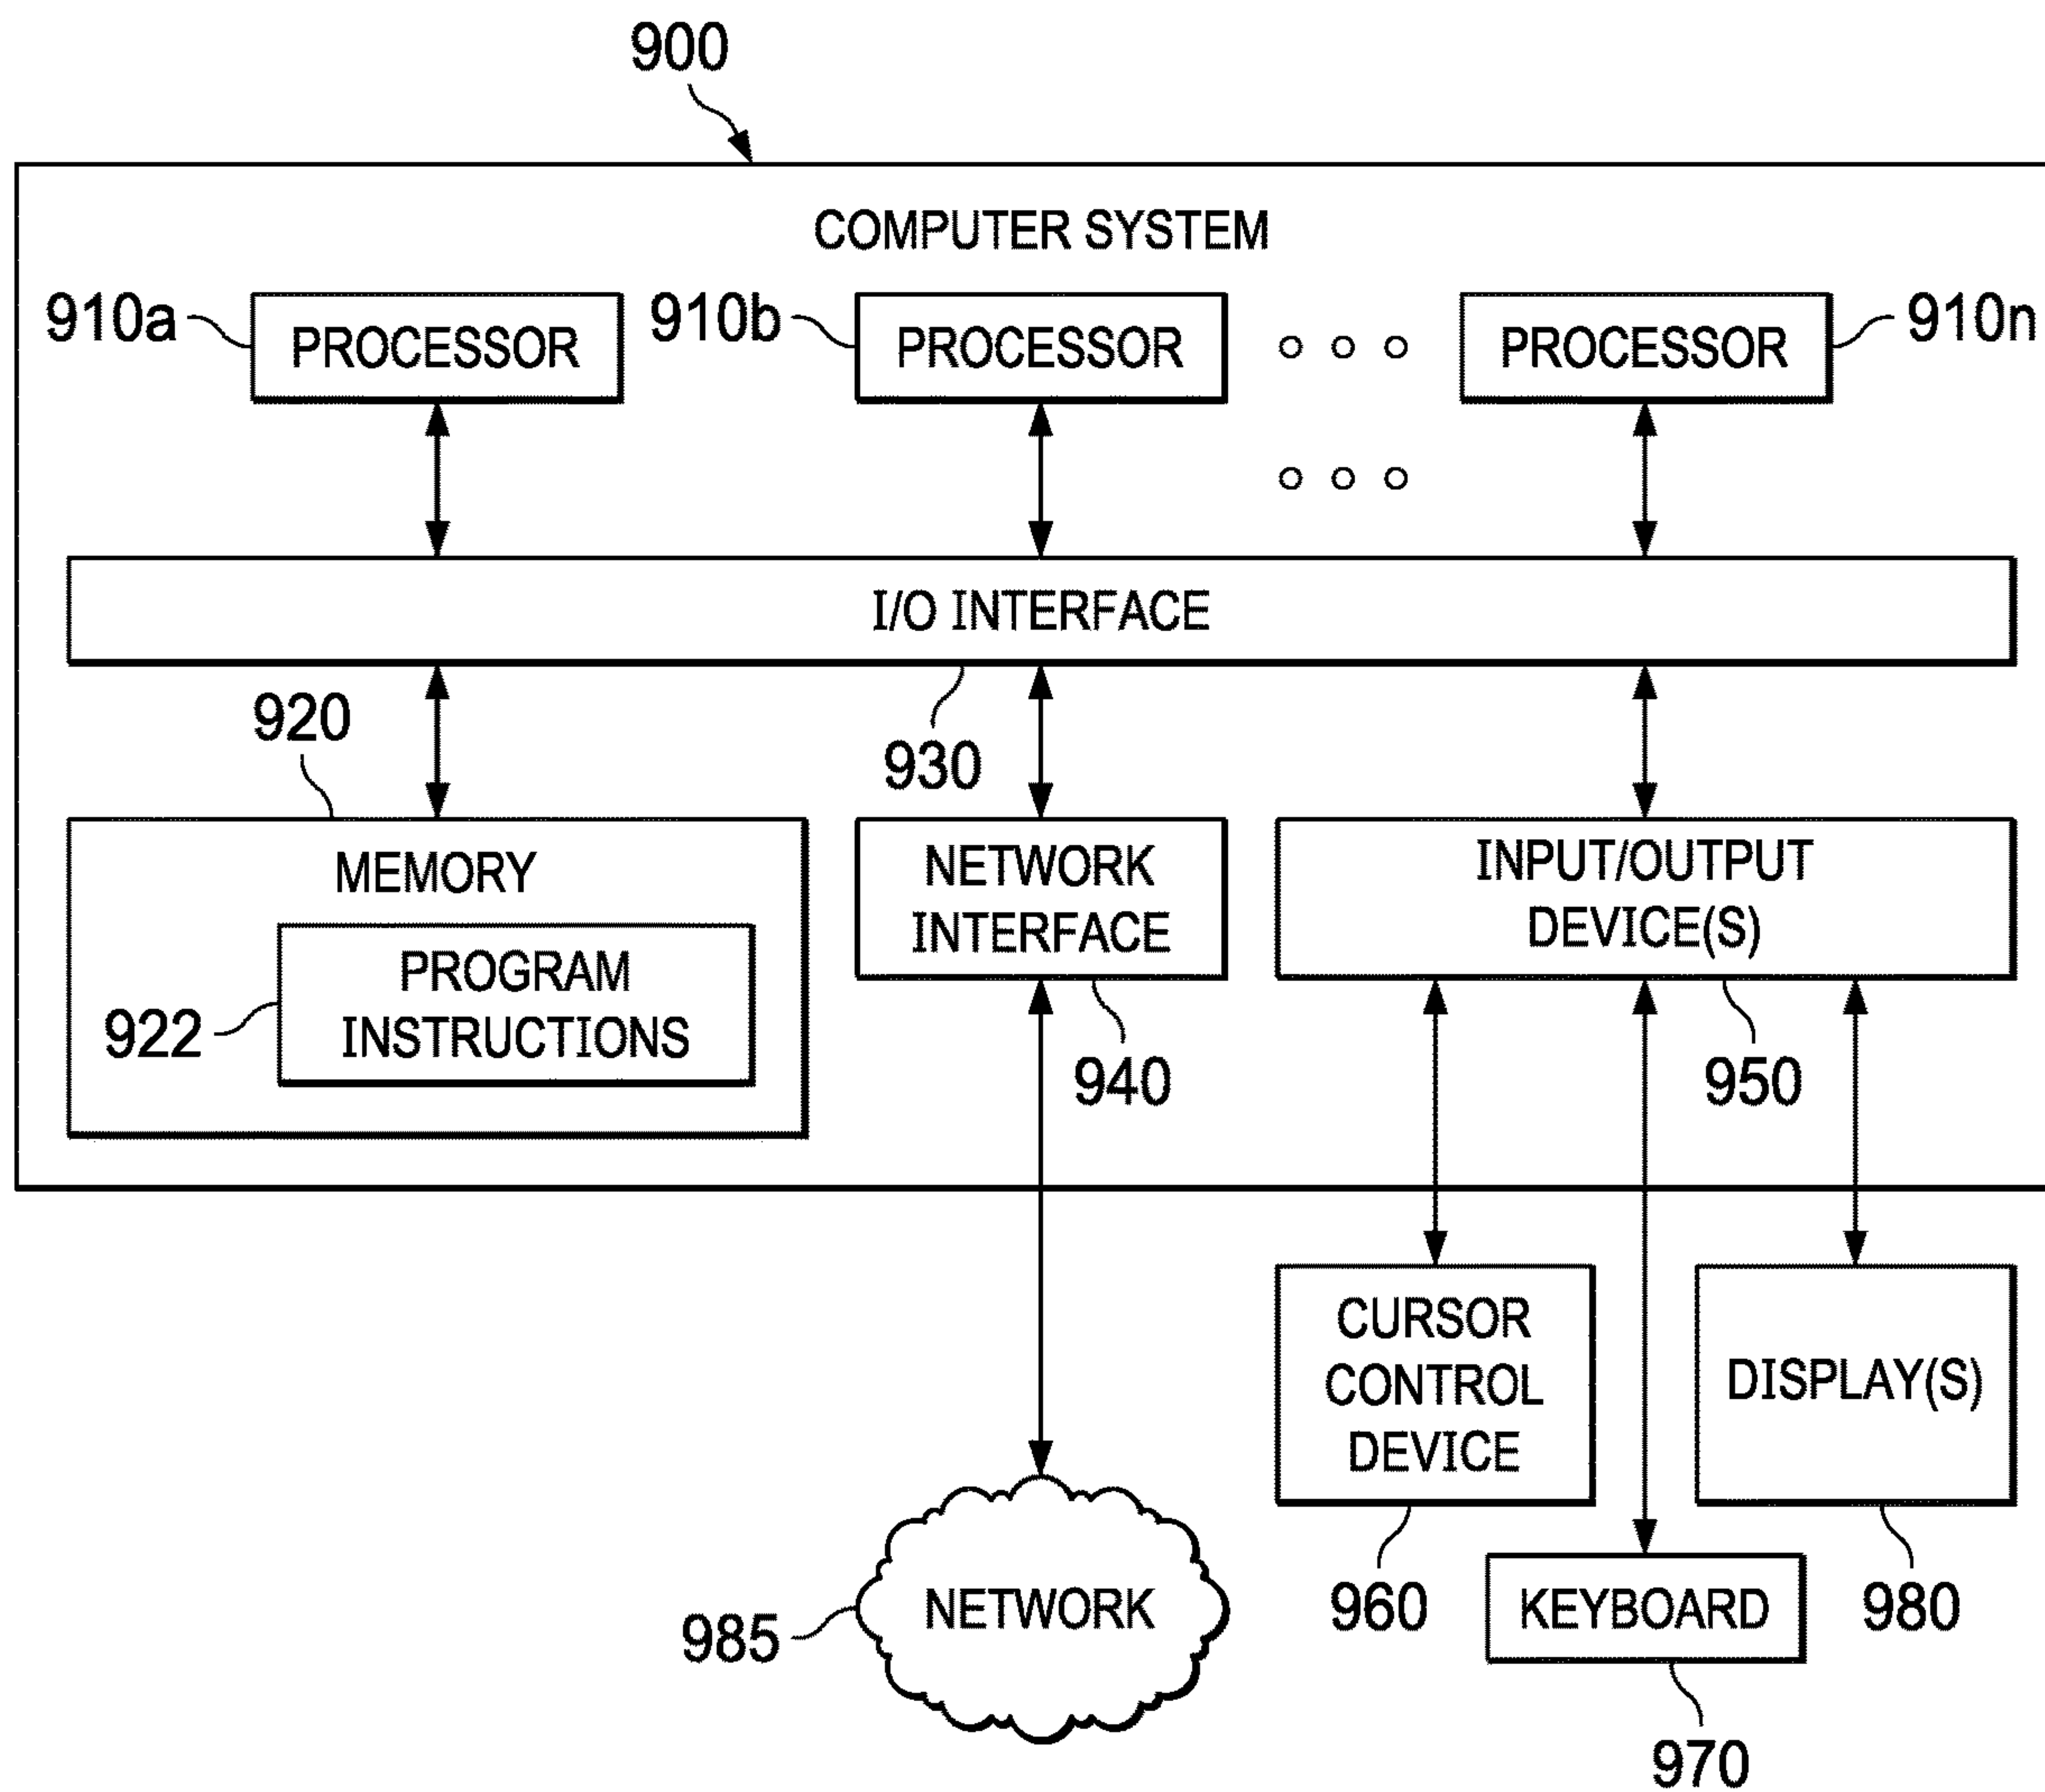 900
COMPUTER SYSTEM
910a
PROCESSOR
910b
PROCESSOR
PROCESSOR
910n
I/O INTERFACE
920
930
MEMORY
PROGRAM
INSTRUCTIONS
922
NETWORK
INTERFACE
940
INPUT/OUTPUT
DEVICE(S)
950
CURSOR
CONTROL
DEVICE
960
DISPLAY(S)
980
KEYBOARD
970
NETWORK
985